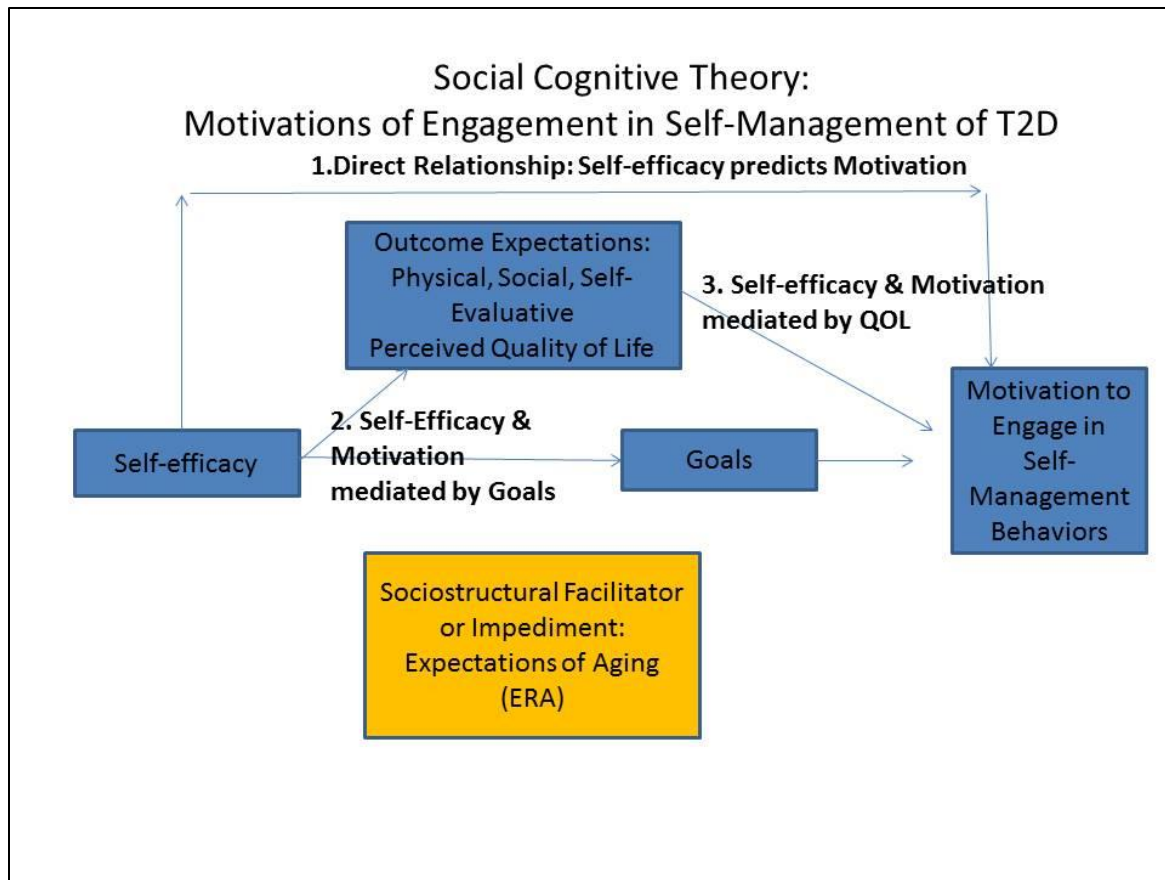 Social Cognitive Theory:
Motivations of Engagement in Self-Management of T2D
1.Direct Relationship: Self-efficacy predicts Motivation
Outcome Expectations:
Physical, Social, Self-
Evaluative
Perceived Quality of Life
3. Self-efficacy & Motivation
mediated by QOL
Self-efficacy
2. Self-Efficacy &
Motivation
mediated by Goals
Goals
Motivation to
Engage in
Self-
Management
Behaviors
Sociostructural Facilitator
or Impediment:
Expectations of Aging
(ERA)